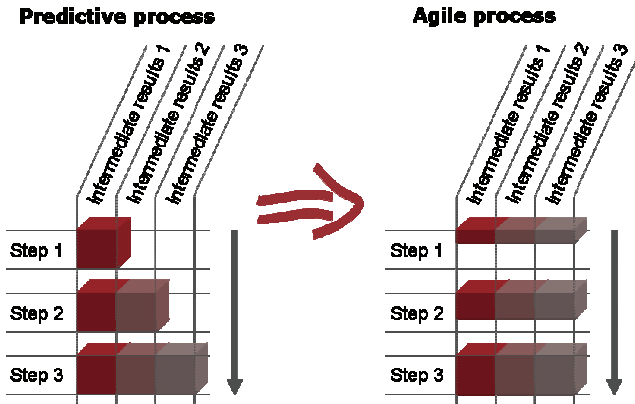 Predictive process
Intermediate results 1
Intermediate results 2
Intermediate results 3
Step 1
Step 2
Step 3
Agile process
Intermediate results 1
Intermediate results 2
Intermediate results 3
Step 1
Step 2
Step 3